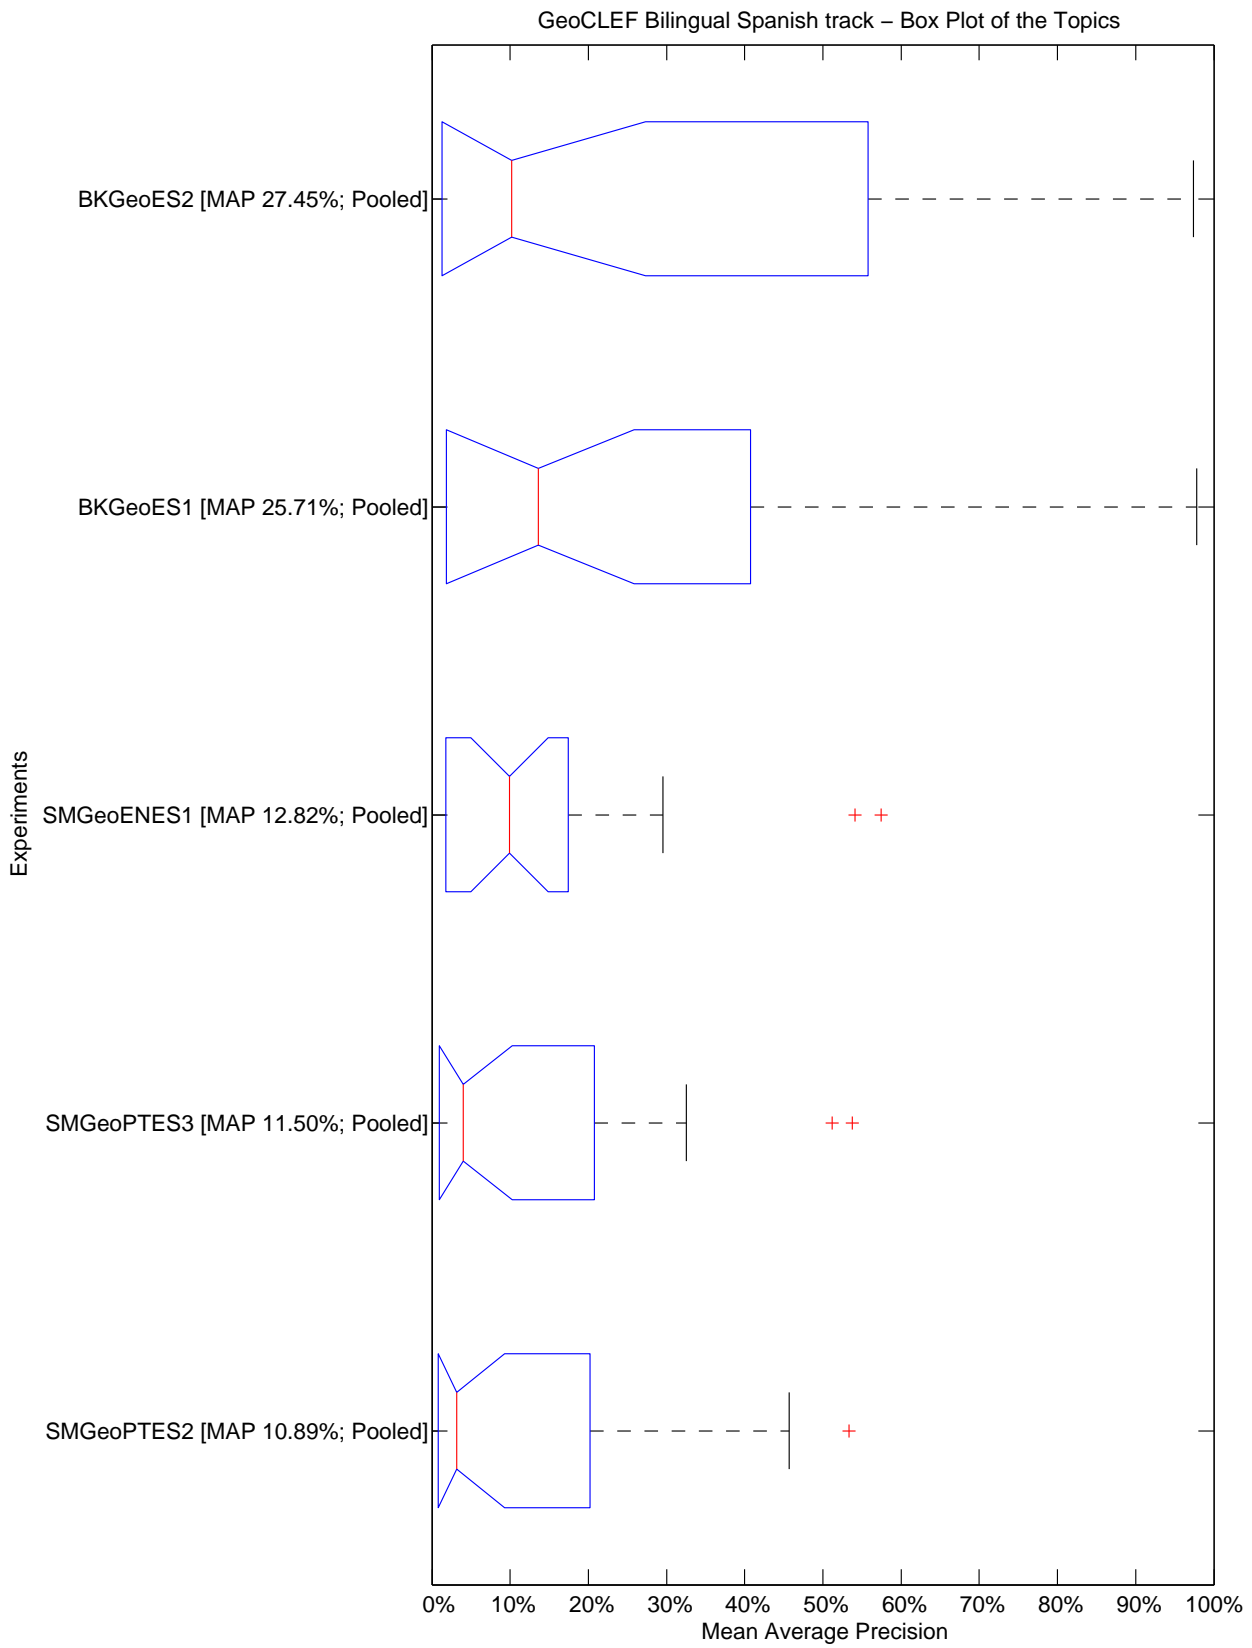 GeoCLEF Bilingual Spanish track – Box Plot of the Topics
BKGeoES2 [MAP 27.45%; Pooled]
BKGeoES1 [MAP 25.71%; Pooled]
Experiments
SMGeoENES1 [MAP 12.82%; Pooled]
SMGeoPTES3 [MAP 11.50%; Pooled]
SMGeoPTES2 [MAP 10.89%; Pooled]
0% 10% 20% 30% 40% 50% 60% 70% 80% 90% 100%
Mean Average Precision